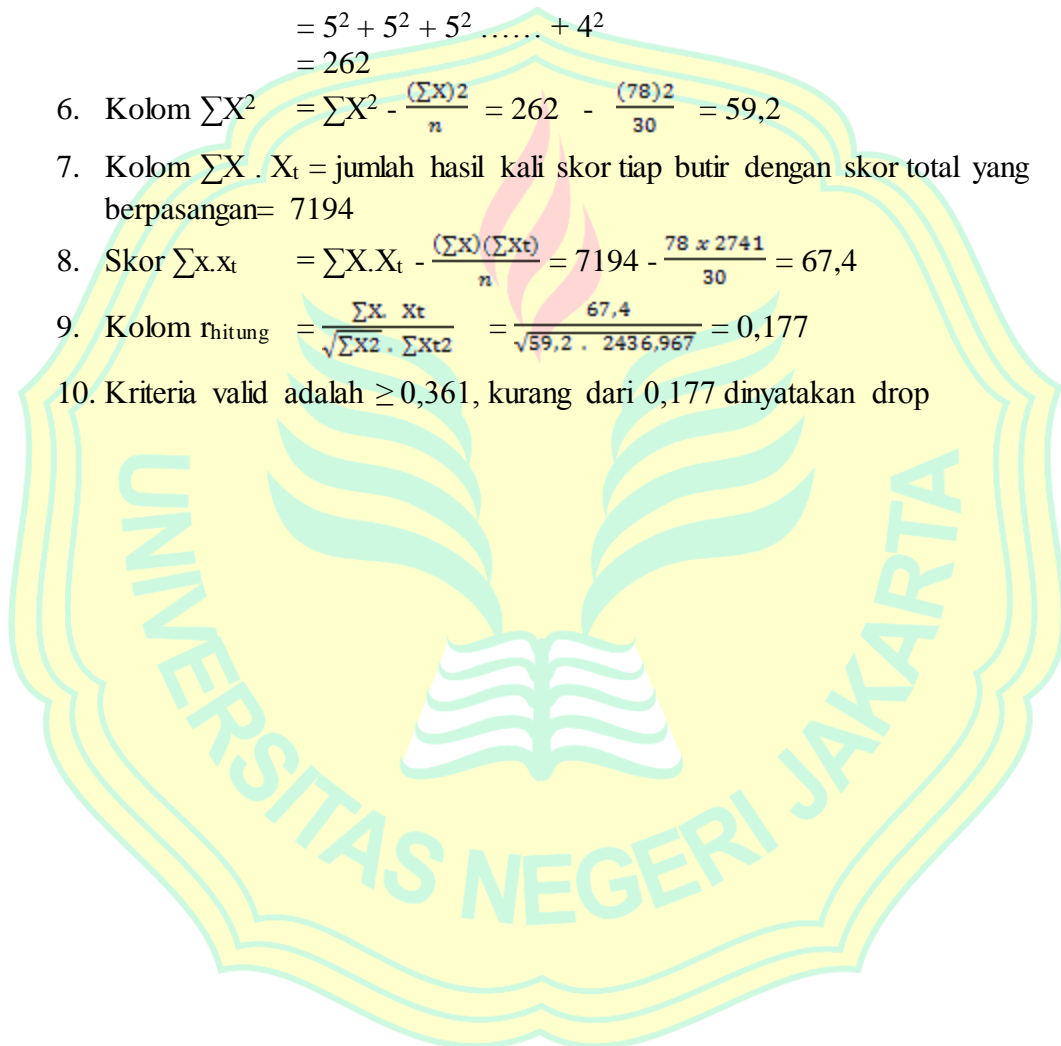 = 5² + 5² + 5² …… + 4²
= 262
6. Kolom ∑X² = ∑X² - (∑X)2 / n = 262 - (78)2 / 30 = 59,2
7. Kolom ∑X . Xₜ = jumlah hasil kali skor tiap butir dengan skor total yang
berpasangan= 7194
8. Skor ∑x.xₜ = ∑X.Xₜ - (∑X)(∑Xt) / n = 7194 - 78 x 2741 / 30 = 67,4
9. Kolom rhitung = ∑X. Xt / √∑X2 . ∑Xt2 = 67,4 / √59,2 . 2436,967 = 0,177
10. Kriteria valid adalah ≥ 0,361, kurang dari 0,177 dinyatakan drop
UNIVERSITAS NEGERI JAKARTA